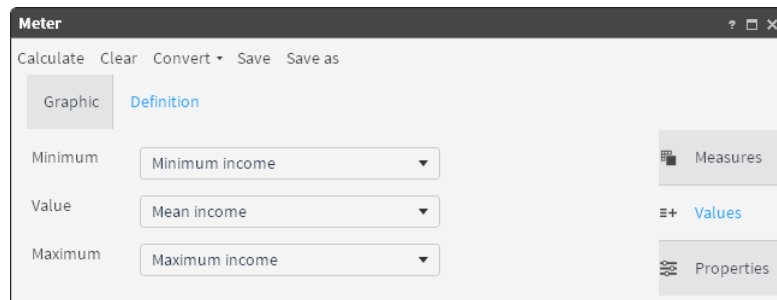 Meter ?
Calculate Clear Convert Save Save as
Graphic Definition
Minimum Minimum income Measures
Value Mean income Values
Maximum Maximum income Properties